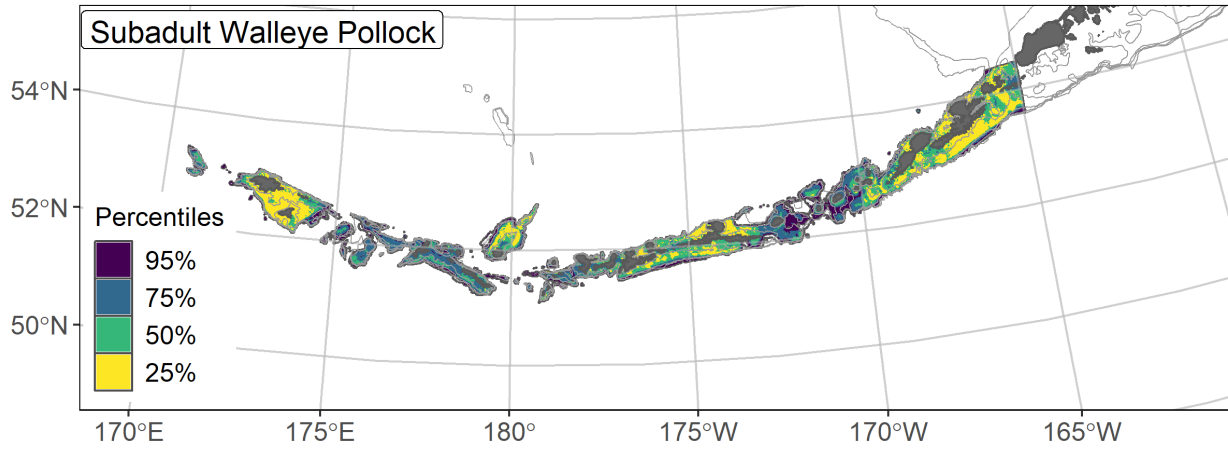 Subadult Walleye Pollock
54°N
52°N
50°N
Percentiles
95%
75%
50%
25%
170°E
175°E
180°
175°W
170°W
165°W